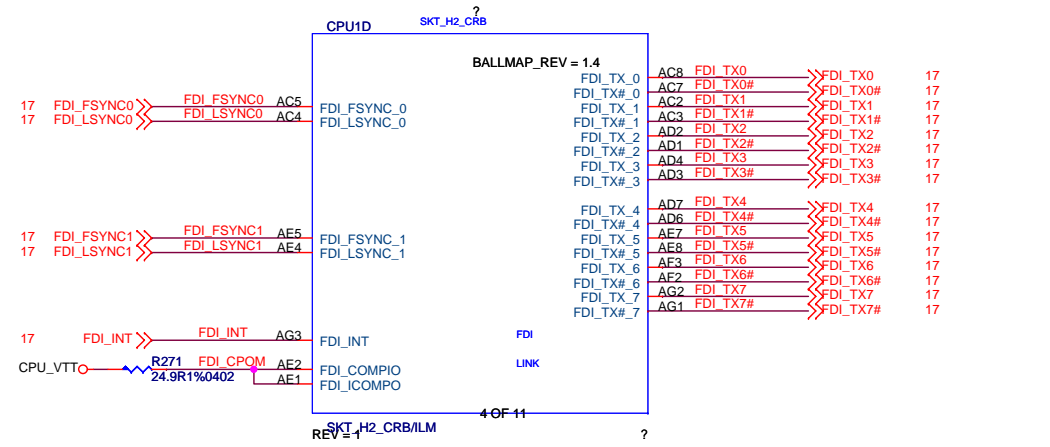 ?
CPU1D SKT_H2_CRB
BALLMAP_REV = 1.4
FDI_TX_0 AC8 FDI_TX0 FDI_TX0 17
FDI_TX#_0 AC7 FDI_TX0# FDI_TX0# 17
17 FDI_FSYNC0 FDI_FSYNC0 AC5 FDI_FSYNC_0 FDI_TX_1 AC2 FDI_TX1 FDI_TX1 17
17 FDI_LSYNC0 FDI_LSYNC0 AC4 FDI_LSYNC_0 FDI_TX#_1 AC3 FDI_TX1# FDI_TX1# 17
FDI_TX_2 AD2 FDI_TX2 FDI_TX2 17
FDI_TX#_2 AD1 FDI_TX2# FDI_TX2# 17
FDI_TX_3 AD4 FDI_TX3 FDI_TX3 17
FDI_TX#_3 AD3 FDI_TX3# FDI_TX3# 17
FDI_TX_4 AD7 FDI_TX4 FDI_TX4 17
FDI_TX#_4 AD6 FDI_TX4# FDI_TX4# 17
17 FDI_FSYNC1 FDI_FSYNC1 AE5 FDI_FSYNC_1 FDI_TX_5 AE7 FDI_TX5 FDI_TX5 17
17 FDI_LSYNC1 FDI_LSYNC1 AE4 FDI_LSYNC_1 FDI_TX#_5 AE8 FDI_TX5# FDI_TX5# 17
FDI_TX_6 AF3 FDI_TX6 FDI_TX6 17
FDI_TX#_6 AF2 FDI_TX6# FDI_TX6# 17
FDI_TX_7 AG2 FDI_TX7 FDI_TX7 17
FDI_TX#_7 AG1 FDI_TX7# FDI_TX7# 17
17 FDI_INT FDI_INT AG3 FDI_INT FDI
CPU_VTT R271 FDI_CPOM AE2 FDI_COMPIO LINK
24.9R1%0402 AE1 FDI_ICOMPO
4 OF 11
SKT_H2_CRB/ILM
REV = 1 ?